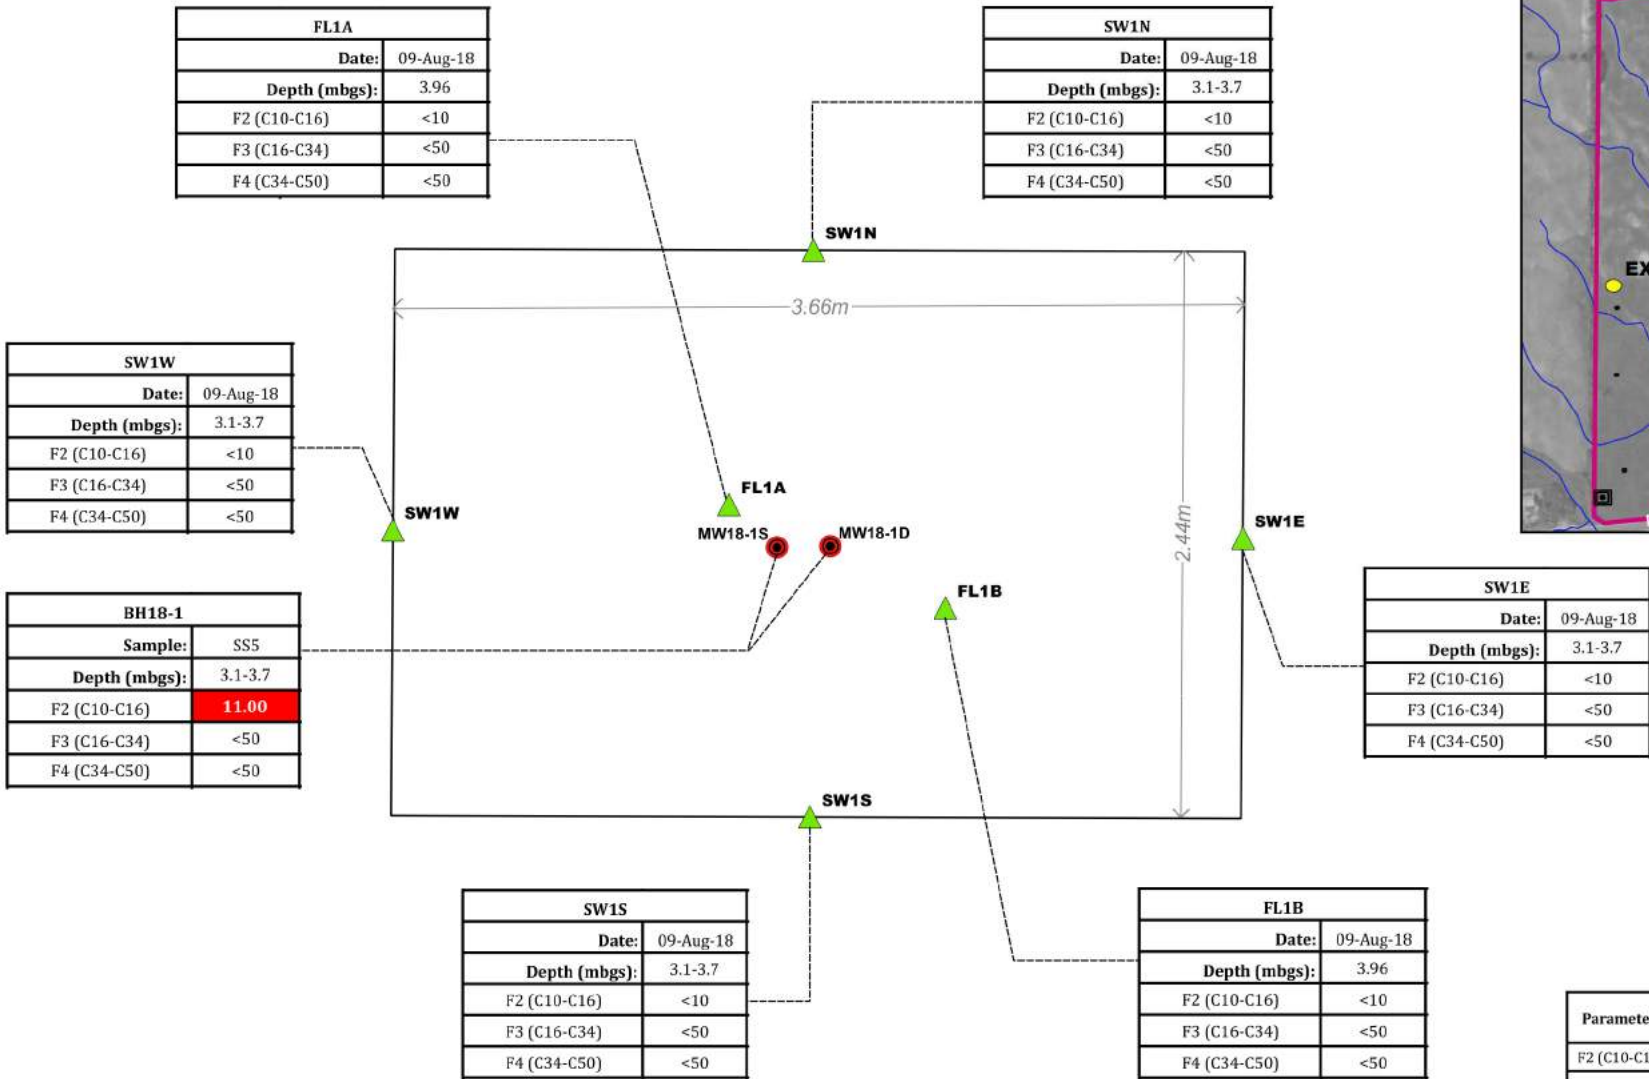 FL1A
Date: 09-Aug-18
Depth (mbgs): 3.96
F2 (C10-C16) <10
F3 (C16-C34) <50
F4 (C34-C50) <50
SW1N
Date: 09-Aug-18
Depth (mbgs): 3.1-3.7
F2 (C10-C16) <10
F3 (C16-C34) <50
F4 (C34-C50) <50
SW1N
EX
3.66m
SW1W
Date: 09-Aug-18
Depth (mbgs): 3.1-3.7
F2 (C10-C16) <10
F3 (C16-C34) <50
F4 (C34-C50) <50
SW1W
FL1A
MW18-1S
MW18-1D
2.44m
SW1E
FL1B
BH18-1
Sample: SS5
Depth (mbgs): 3.1-3.7
F2 (C10-C16) 11.00
F3 (C16-C34) <50
F4 (C34-C50) <50
SW1E
Date: 09-Aug-18
Depth (mbgs): 3.1-3.7
F2 (C10-C16) <10
F3 (C16-C34) <50
F4 (C34-C50) <50
SW1S
SW1S
Date: 09-Aug-18
Depth (mbgs): 3.1-3.7
F2 (C10-C16) <10
F3 (C16-C34) <50
F4 (C34-C50) <50
FL1B
Date: 09-Aug-18
Depth (mbgs): 3.96
F2 (C10-C16) <10
F3 (C16-C34) <50
F4 (C34-C50) <50
Paramete
F2 (C10-C1